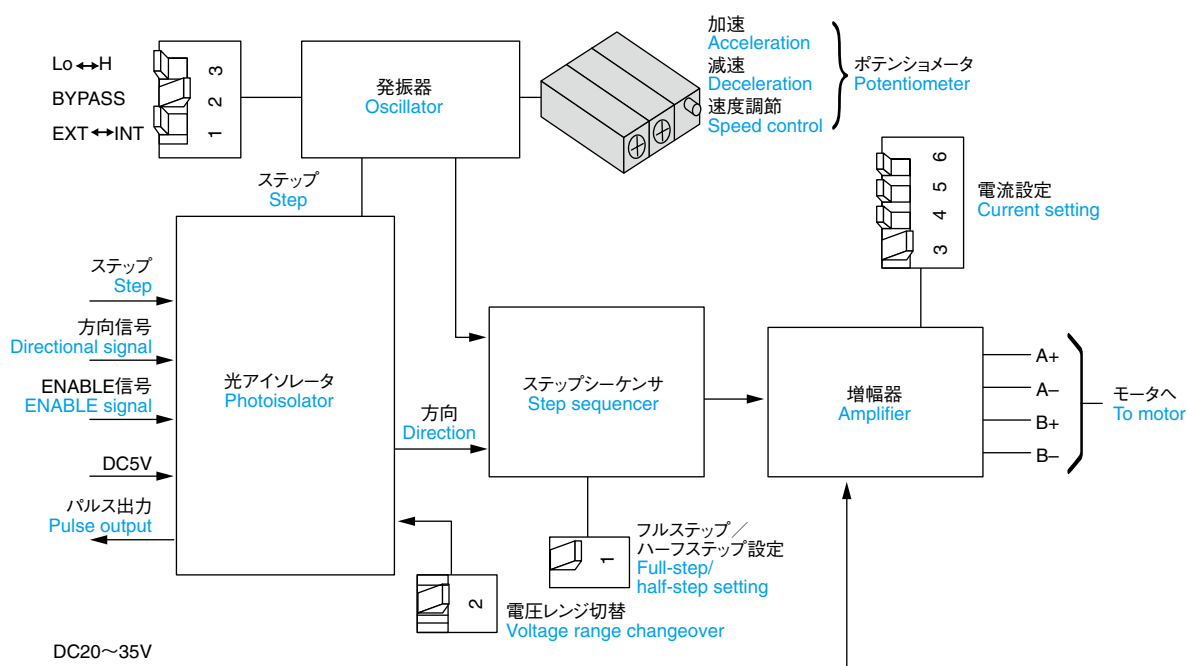 Lo↔H
BYPASS
EXT↔INT
3
2
1
発振器
Oscillator
加速
Acceleration
減速
Deceleration
速度調節
Speed control
ポテンショメータ
Potentiometer
ステップ
Step
6
5
4
3
電流設定
Current setting
ステップ
Step
方向信号
Directional signal
ENABLE信号
ENABLE signal
DC5V
パルス出力
Pulse output
光アイソレータ
Photoisolator
方向
Direction
ステップシーケンサ
Step sequencer
増幅器
Amplifier
A+
A−
B+
B−
モータへ
To motor
1
フルステップ／
ハーフステップ設定
Full-step/
half-step setting
2
電圧レンジ切替
Voltage range changeover
DC20〜35V